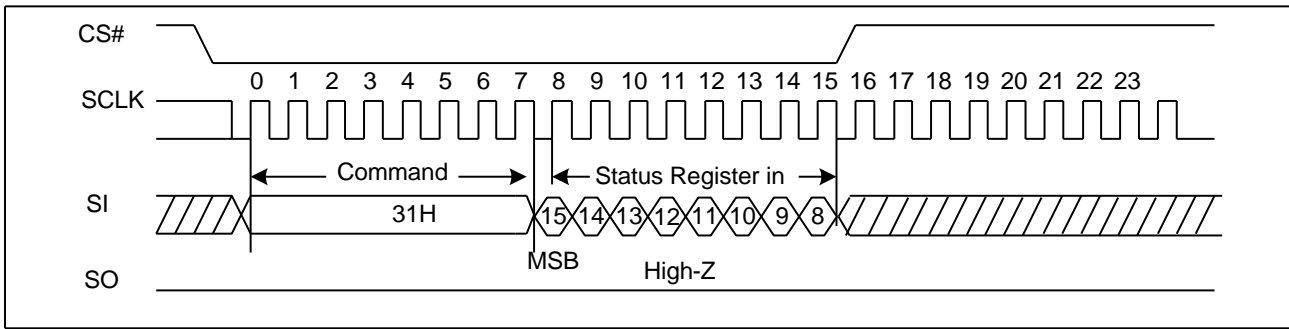 CS#
0 1 2 3 4 5 6 7 8 9 10 11 12 13 14 15 16 17 18 19 20 21 22 23
SCLK
Command Status Register in
SI 31H 15 14 13 12 11 10 9 8
MSB High-Z
SO